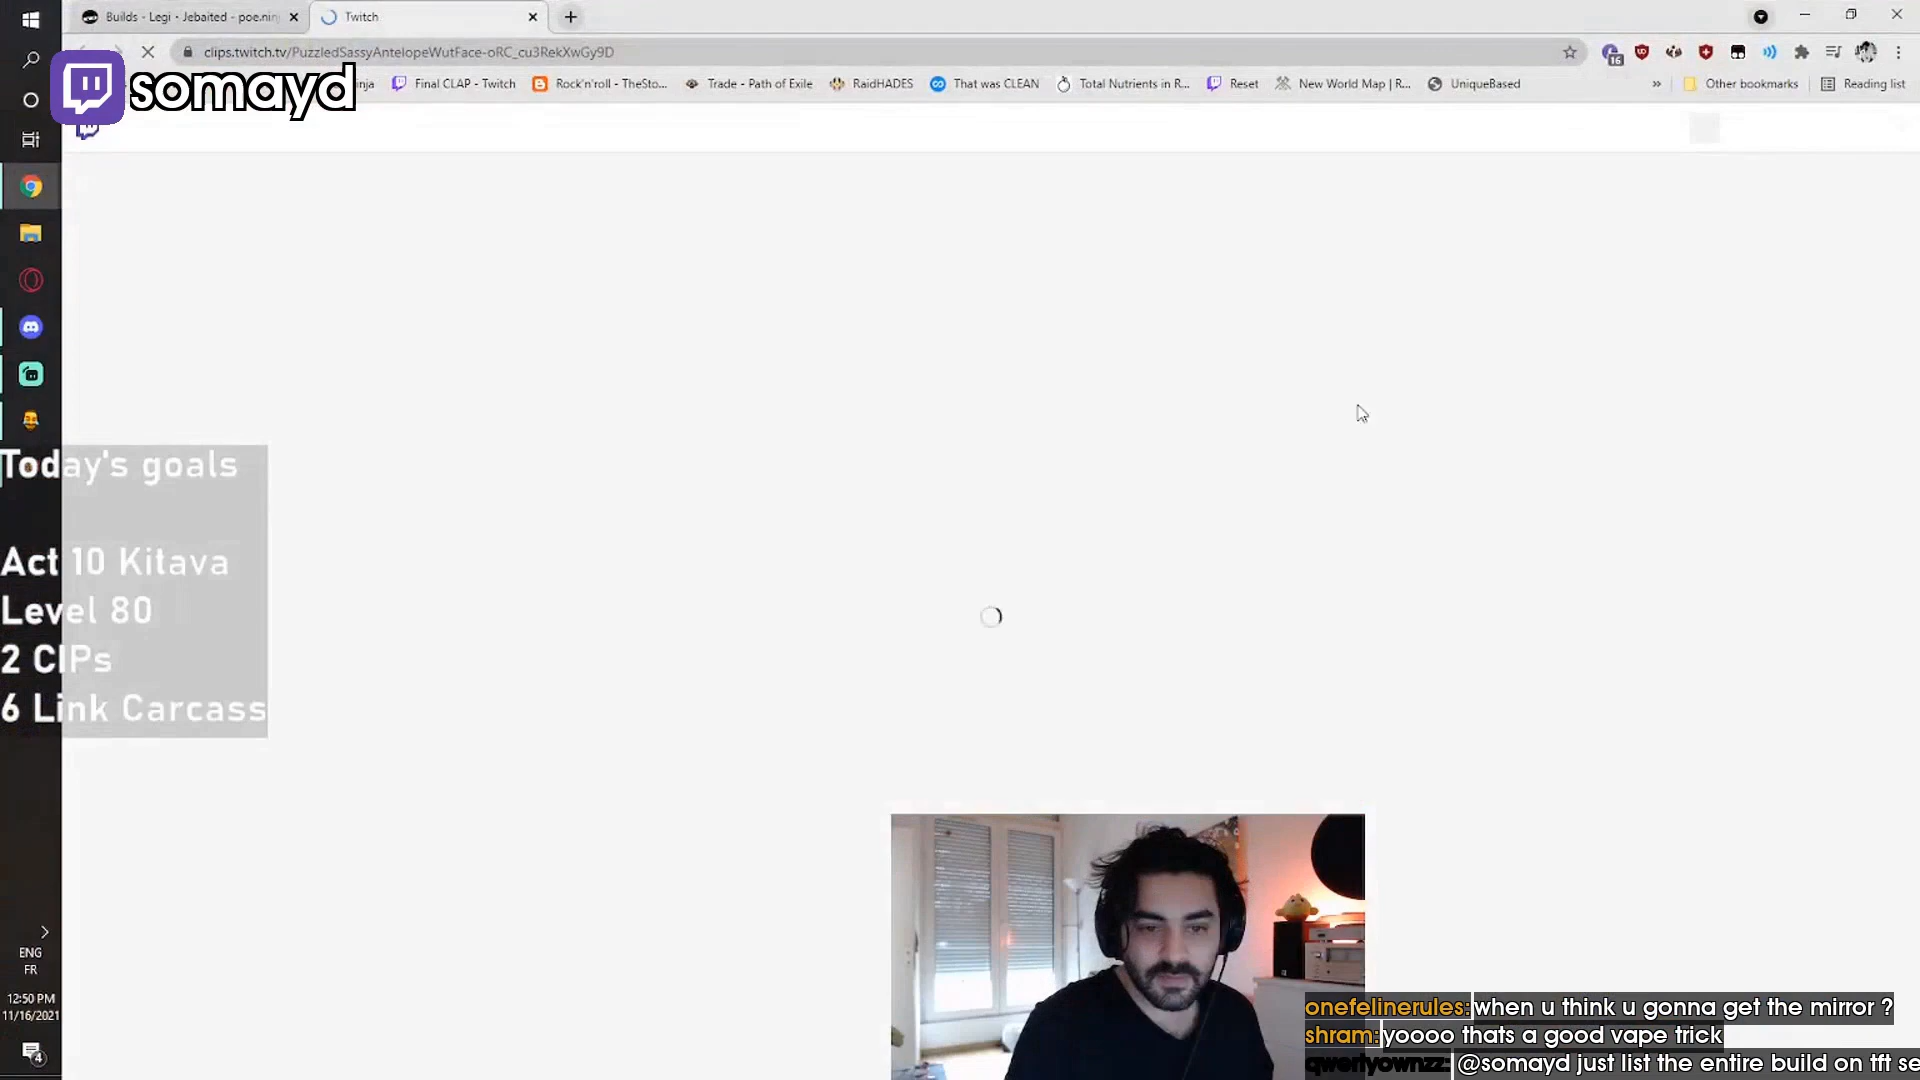 Builds - Legi - Jebaited - poe.nin
Twitch
clips.twitch.tv/PuzzledSassyAntelopeWutFace-oRC_cu3RekXwGy9D
16
somayd
inja
Final CLAP - Twitch
Rock'n'roll - TheSto...
Trade - Path of Exile
RaidHADES
That was CLEAN
Total Nutrients in R...
Reset
New World Map | R...
UniqueBased
»
Other bookmarks
Reading list
Today's goals
Act 10 Kitava
Level 80
2 CIPs
6 Link Carcass
ENG
FR
12:50 PM
11/16/2021
4
onefelinerules: when u think u gonna get the mirror ?
shram: yoooo thats a good vape trick
qwerlyownzz: @somayd just list the entire build on tft se